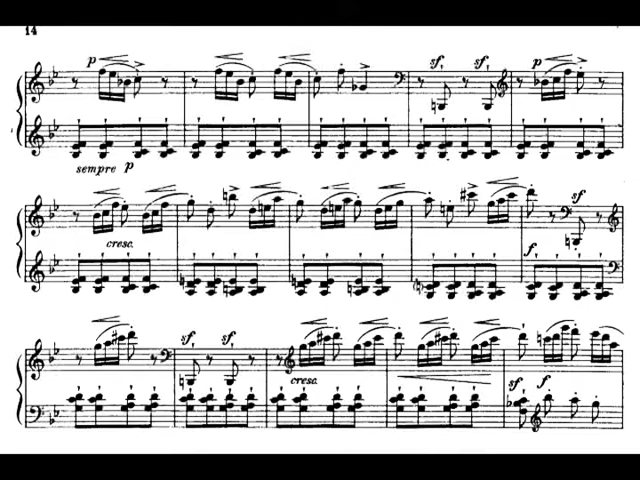 14
p sf. sf. p
sempre p
cresc. sf.
f
sf. sf.
cresc.
sf f